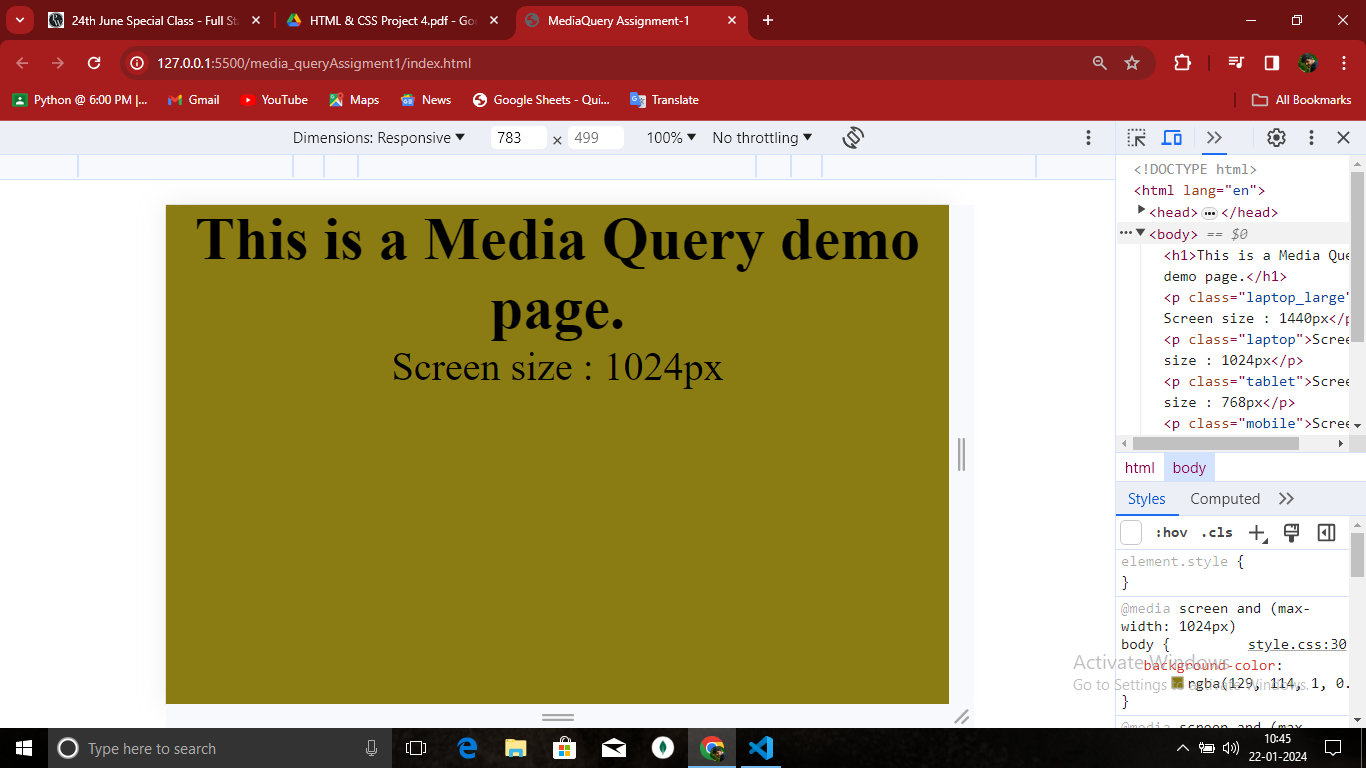 24th June Special Class - Full St
HTML & CSS Project 4.pdf - Goo
MediaQuery Assignment-1
127.0.0.1:5500/media_queryAssigment1/index.html
Python @ 6:00 PM |...
Gmail
YouTube
Maps
News
Google Sheets - Qui...
Translate
All Bookmarks
Dimensions: Responsive
783 × 499
100%
No throttling
<!DOCTYPE html>
<html lang="en">
<head> ... </head>
<body> == $0
<h1>This is a Media Que
demo page.</h1>
<p class="laptop_large"
Screen size : 1440px</p
<p class="laptop">Scree
size : 1024px</p>
<p class="tablet">Scree
size : 768px</p>
<p class="mobile">Scree
This is a Media Query demo
page.
Screen size : 1024px
html body
Styles Computed
:hov .cls
element.style {
}
@media screen and (max-
width: 1024px)
body { style.css:30
background-color:
rgba(129, 114, 1, 0.
}
Activate Windows
Go to Settings to activate Windows.
Type here to search
10:45
22-01-2024